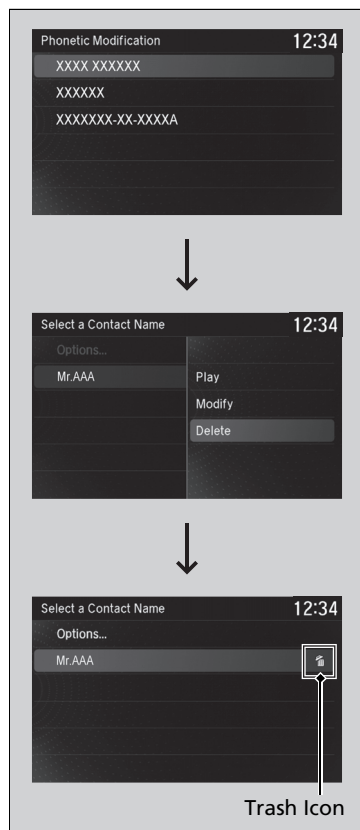 Phonetic Modification 12:34
XXXX XXXXXX
XXXXXX
XXXXXXX-XX-XXXXA
Select a Contact Name 12:34
Options...
Mr.AAA Play
Modify
Delete
Select a Contact Name 12:34
Options...
Mr.AAA
Trash Icon